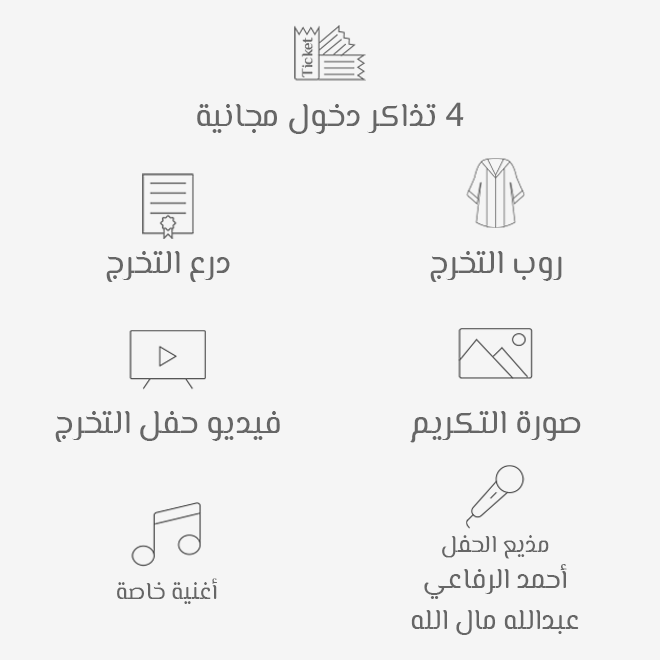 Ticket
4 تذاكر دخول مجانية
روب التخرج
درع التخرج
صورة التكريم
فيديو حفل التخرج
مذيع الحفل
أحمد الرفاعي
عبدالله مال الله
أغنية خاصة